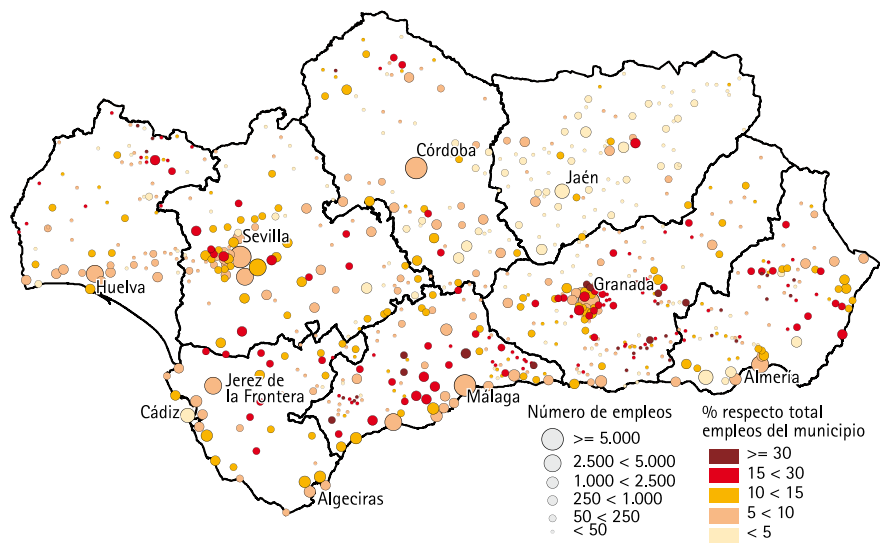 Córdoba
Jaén
Sevilla
Huelva
Granada
Jerez de
la Frontera
Cádiz
Málaga
Almería
Algeciras
Número de empleos
>= 5.000
2.500 < 5.000
1.000 < 2.500
250 < 1.000
50 < 250
< 50
% respecto total
empleos del municipio
>= 30
15 < 30
10 < 15
5 < 10
< 5